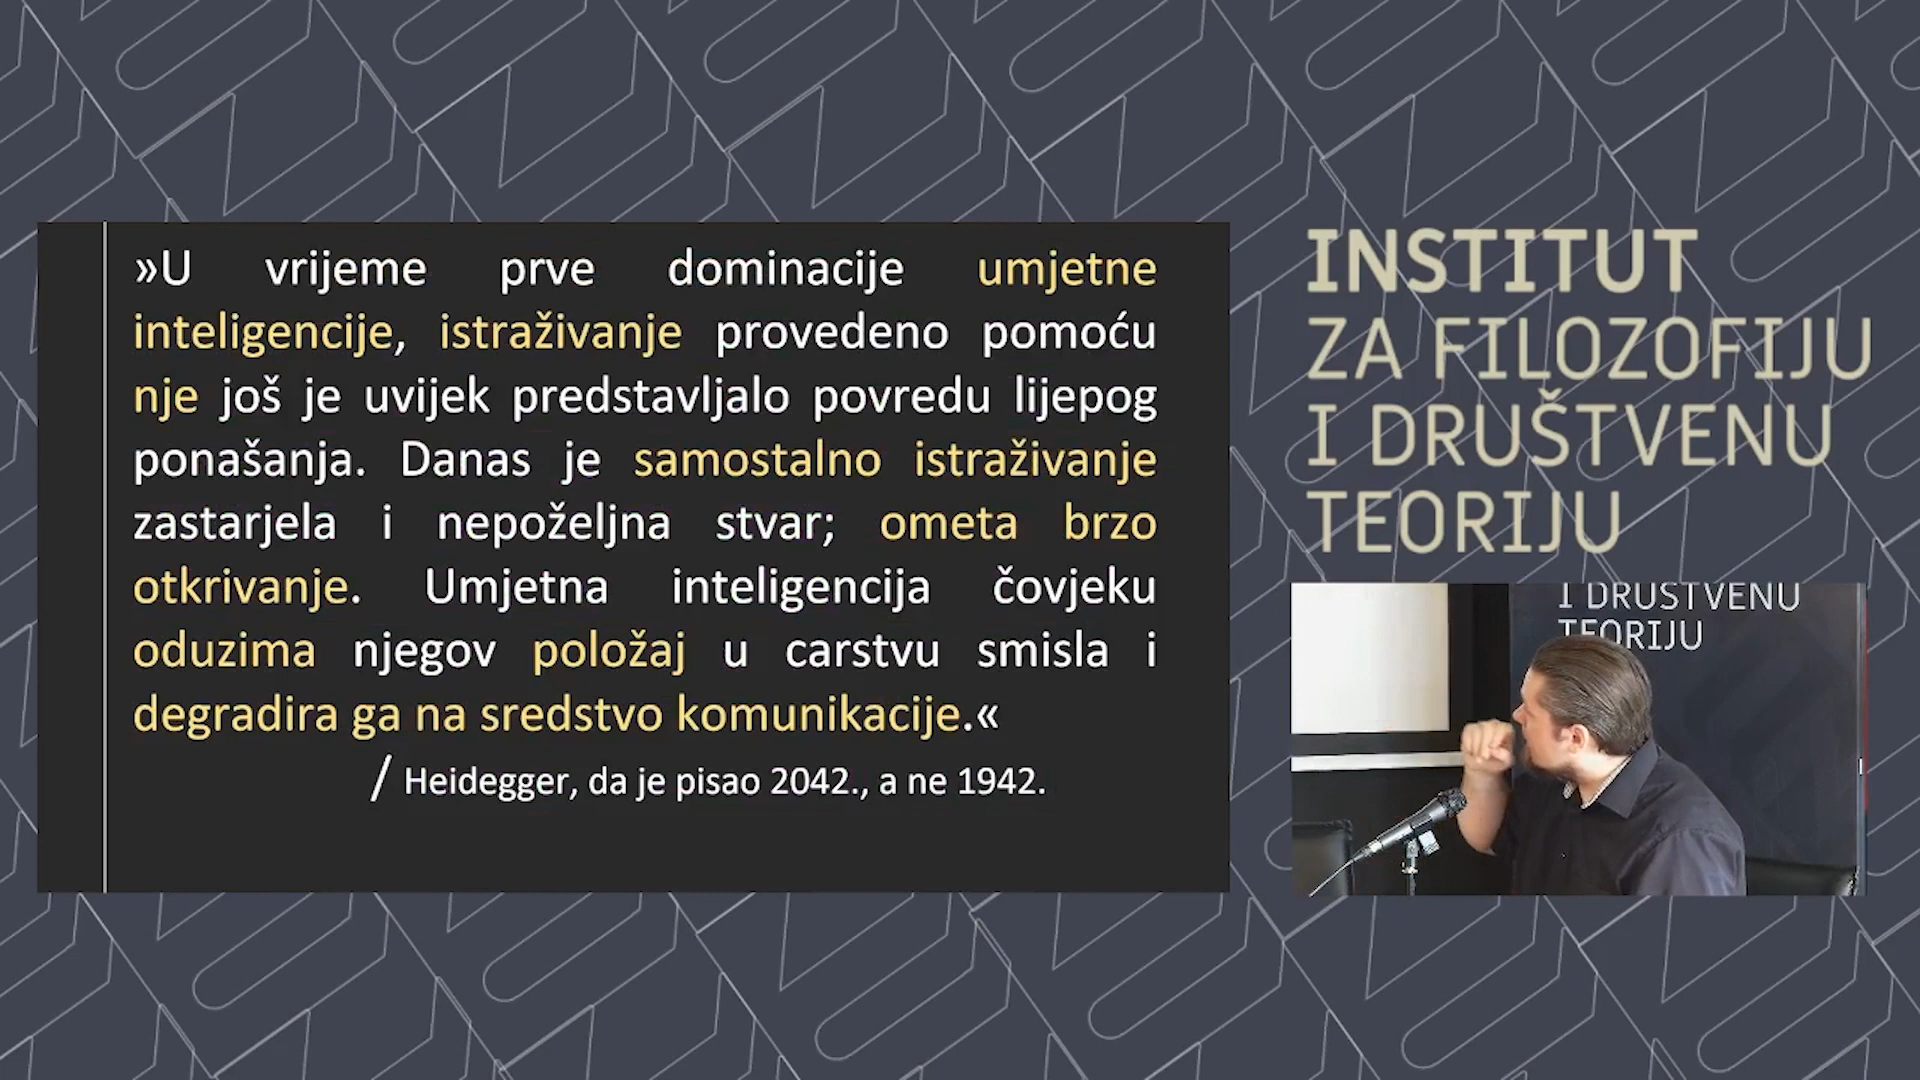 »U vrijeme prve dominacije umjetne
inteligencije, istraživanje provedeno pomoću
nje još je uvijek predstavljalo povredu lijepog
ponašanja. Danas je samostalno istraživanje
zastarjela i nepoželjna stvar; ometa brzo
otkrivanje. Umjetna inteligencija čovjeku
oduzima njegov položaj u carstvu smisla i
degradira ga na sredstvo komunikacije.«
/ Heidegger, da je pisao 2042., a ne 1942.
INSTITUT
ZA FILOZOFIJU
I DRUŠTVENU
TEORIJU
I DRUŠTVENU
TEORIJU